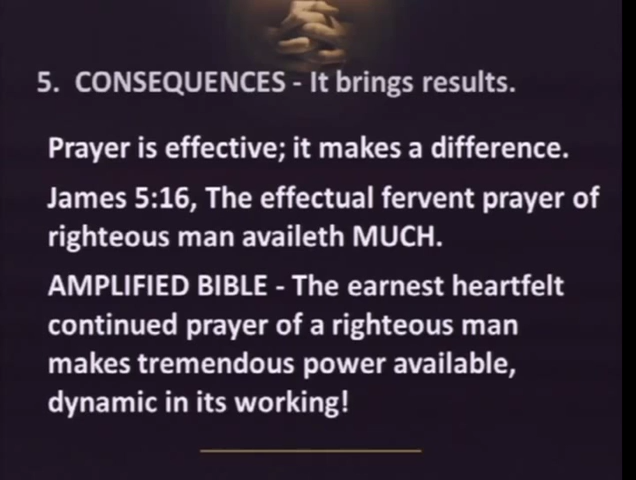 5. CONSEQUENCES - It brings results.
Prayer is effective; it makes a difference.
James 5:16, The effectual fervent prayer of
righteous man availeth MUCH.
AMPLIFIED BIBLE - The earnest heartfelt
continued prayer of a righteous man
makes tremendous power available,
dynamic in its working!